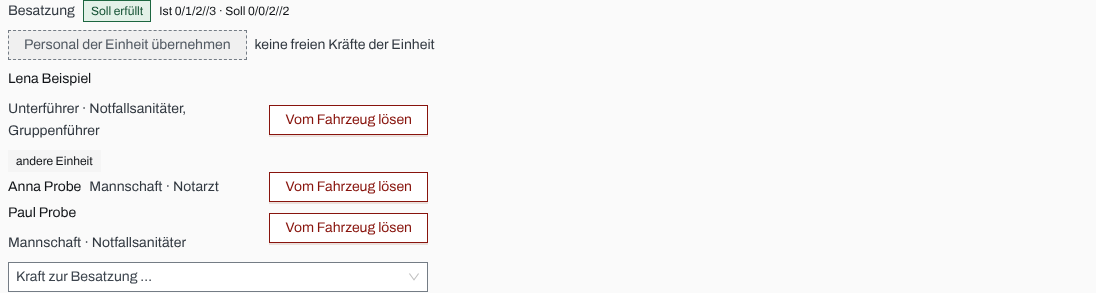 Besatzung Soll erfüllt Ist 0/1/2//3 · Soll 0/0/2//2
Personal der Einheit übernehmen keine freien Kräfte der Einheit
Lena Beispiel
Unterführer · Notfallsanitäter,
Gruppenführer
Vom Fahrzeug lösen
andere Einheit
Anna Probe Mannschaft · Notarzt Vom Fahrzeug lösen
Paul Probe
Mannschaft · Notfallsanitäter
Vom Fahrzeug lösen
Kraft zur Besatzung ...